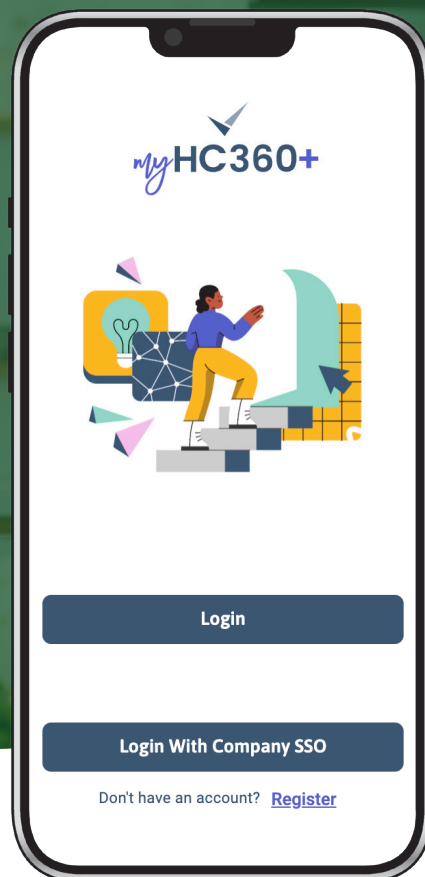 myHC360+
Login
Login With Company SSO
Don't have an account? Register